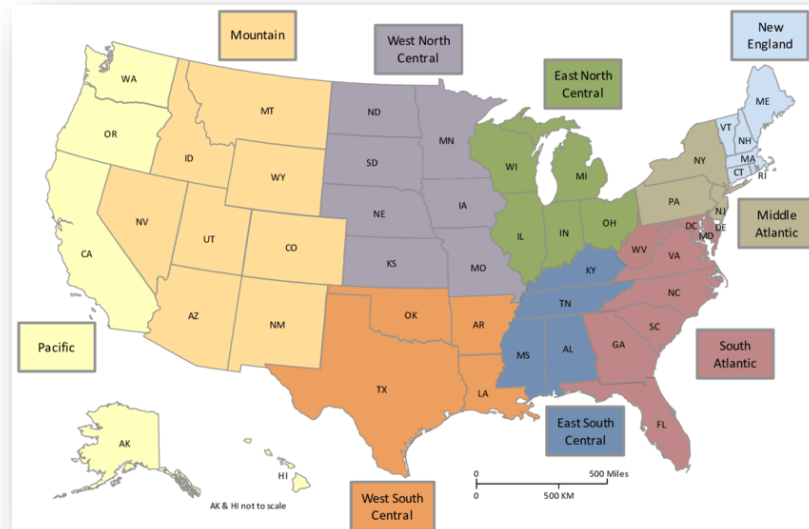 Mountain
West North
Central
East North
Central
New
England
WA
OR
CA
MT
ID
WY
NV
UT
CO
AZ
NM
ND
SD
NE
KS
MN
IA
MO
WI
MI
IL
IN
OH
ME
VT
NH
MA
CT
RI
NY
PA
NJ
Middle
Atlantic
DE
DC
MD
WV
VA
NC
SC
GA
FL
South
Atlantic
KY
TN
MS
AL
East South
Central
OK
AR
TX
LA
West South
Central
Pacific
AK
HI
AK & HI not to scale
0 500 Miles
0 500 KM